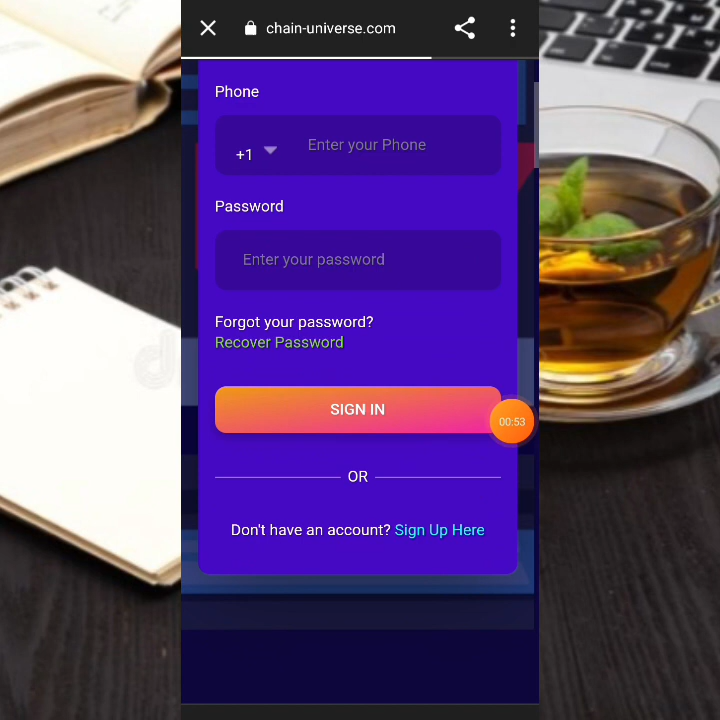 chain-universe.com
Phone
+1
Enter your Phone
Password
Enter your password
Forgot your password?
Recover Password
SIGN IN
00:53
OR
Don't have an account? Sign Up Here